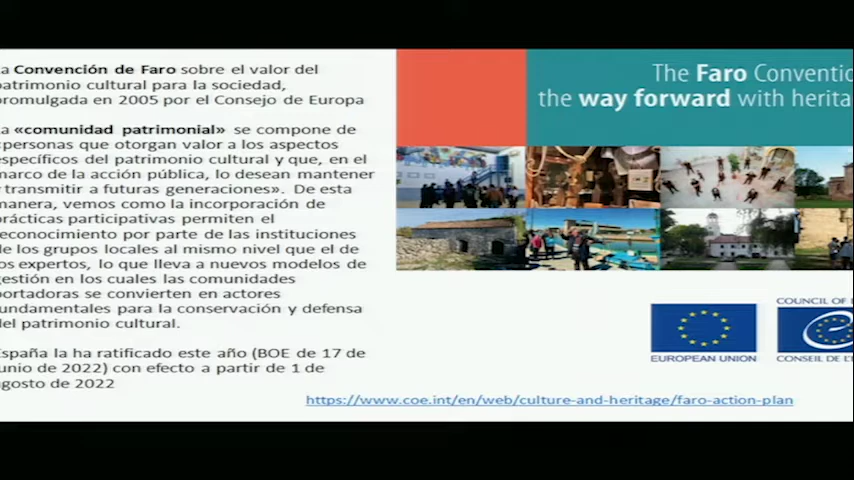 a Convención de Faro sobre el valor del
patrimonio cultural para la sociedad,
promulgada en 2005 por el Consejo de Europa
a «comunidad patrimonial» se compone de
«personas que otorgan valor a los aspectos
específicos del patrimonio cultural y que, en el
marco de la acción pública, lo desean mantener
y transmitir a futuras generaciones». De esta
manera, vemos como la incorporación de
prácticas participativas permiten el
reconocimiento por parte de las instituciones
de los grupos locales al mismo nivel que el de
os expertos, lo que lleva a nuevos modelos de
gestión en los cuales las comunidades
portadoras se convierten en actores
fundamentales para la conservación y defensa
del patrimonio cultural.
España la ha ratificado este año (BOE de 17 de
junio de 2022) con efecto a partir de 1 de
agosto de 2022
The Faro Conventio
the way forward with herita
EUROPEAN UNION
COUNCIL OF
CONSEIL DE L'E
https://www.coe.int/en/web/culture-and-heritage/faro-action-plan